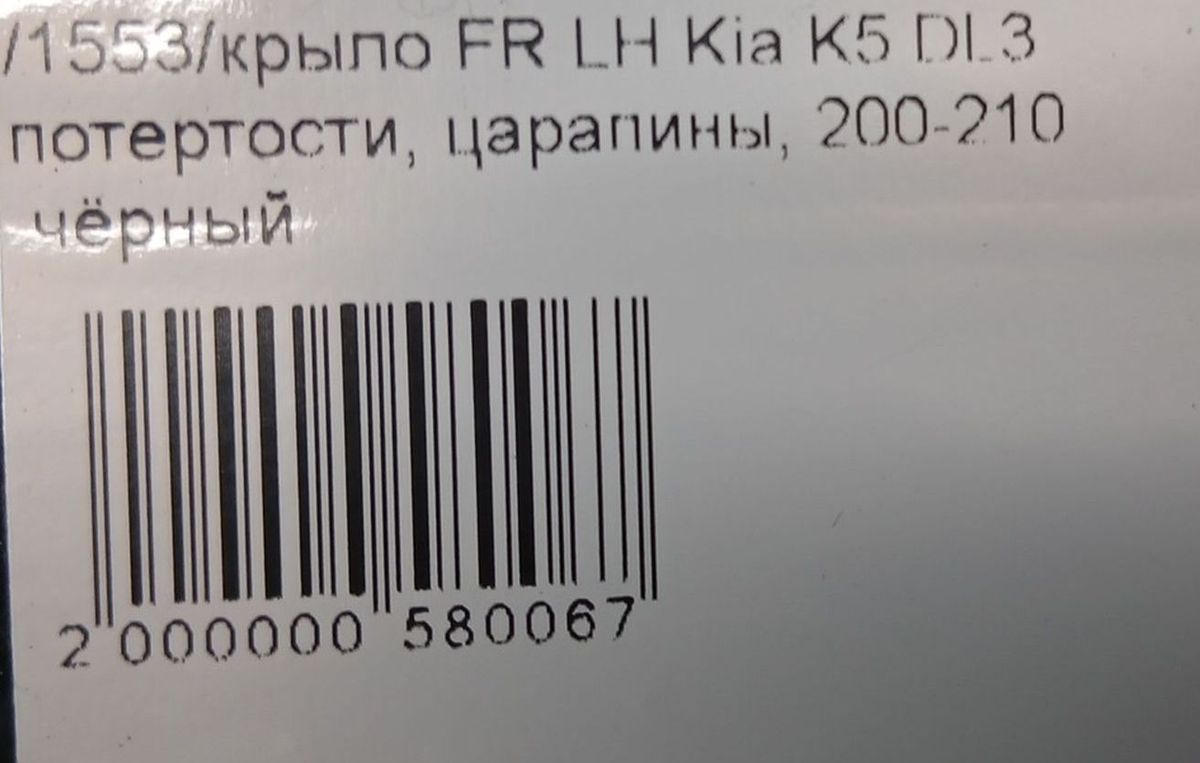 /1553/крыло FR LH Kia K5 DL3
потертости, царапины, 200-210
чёрный
2 000000 580067